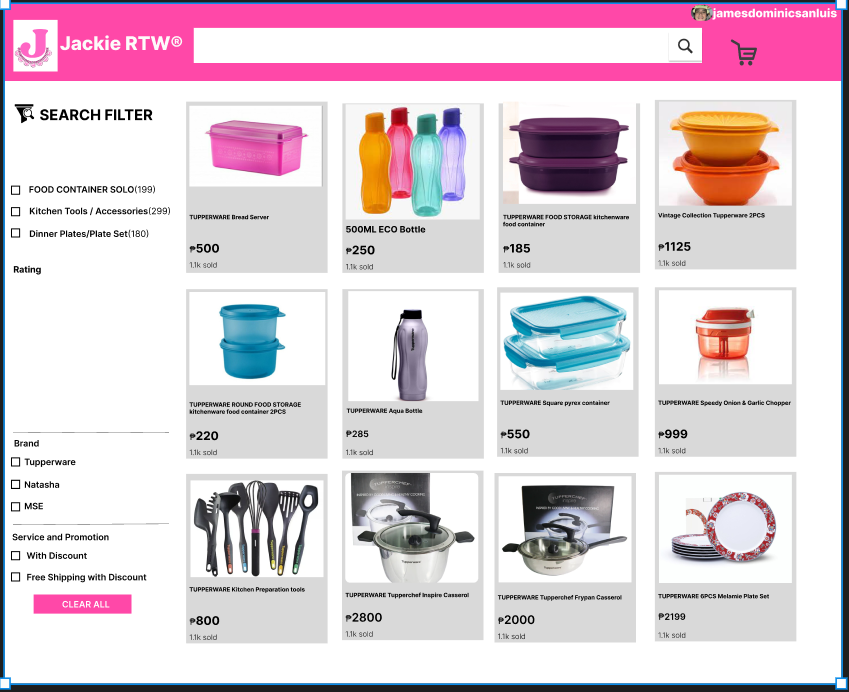 jamesdominicsanluis
J
Jackie RTW®
SEARCH FILTER
FOOD CONTAINER SOLO(199)
Kitchen Tools / Accessories(299)
Dinner Plates/Plate Set(180)
Rating
Brand
Tupperware
Natasha
MSE
Service and Promotion
With Discount
Free Shipping with Discount
CLEAR ALL
TUPPERWARE Bread Server
₱500
1.1k sold
500ML ECO Bottle
₱250
1.1k sold
TUPPERWARE FOOD STORAGE kitchenware
food container
₱185
1.1k sold
Vintage Collection Tupperware 2PCS
₱1125
1.1k sold
TUPPERWARE ROUND FOOD STORAGE
kitchenware food container 2PCS
₱220
1.1k sold
Tupperware
TUPPERWARE Aqua Bottle
₱285
1.1k sold
TUPPERWARE Square pyrex container
₱550
1.1k sold
TUPPERWARE Speedy Onion & Garlic Chopper
₱999
1.1k sold
TUPPERWARE Kitchen Preparation tools
₱800
1.1k sold
TUPPERCHEF
TUPPERWARE Tupperchef Inspire Casserol
₱2800
1.1k sold
TUPPERCHEF
TUPPERWARE Tupperchef Frypan Casserol
₱2000
1.1k sold
TUPPERWARE 6PCS Melamie Plate Set
₱2199
1.1k sold